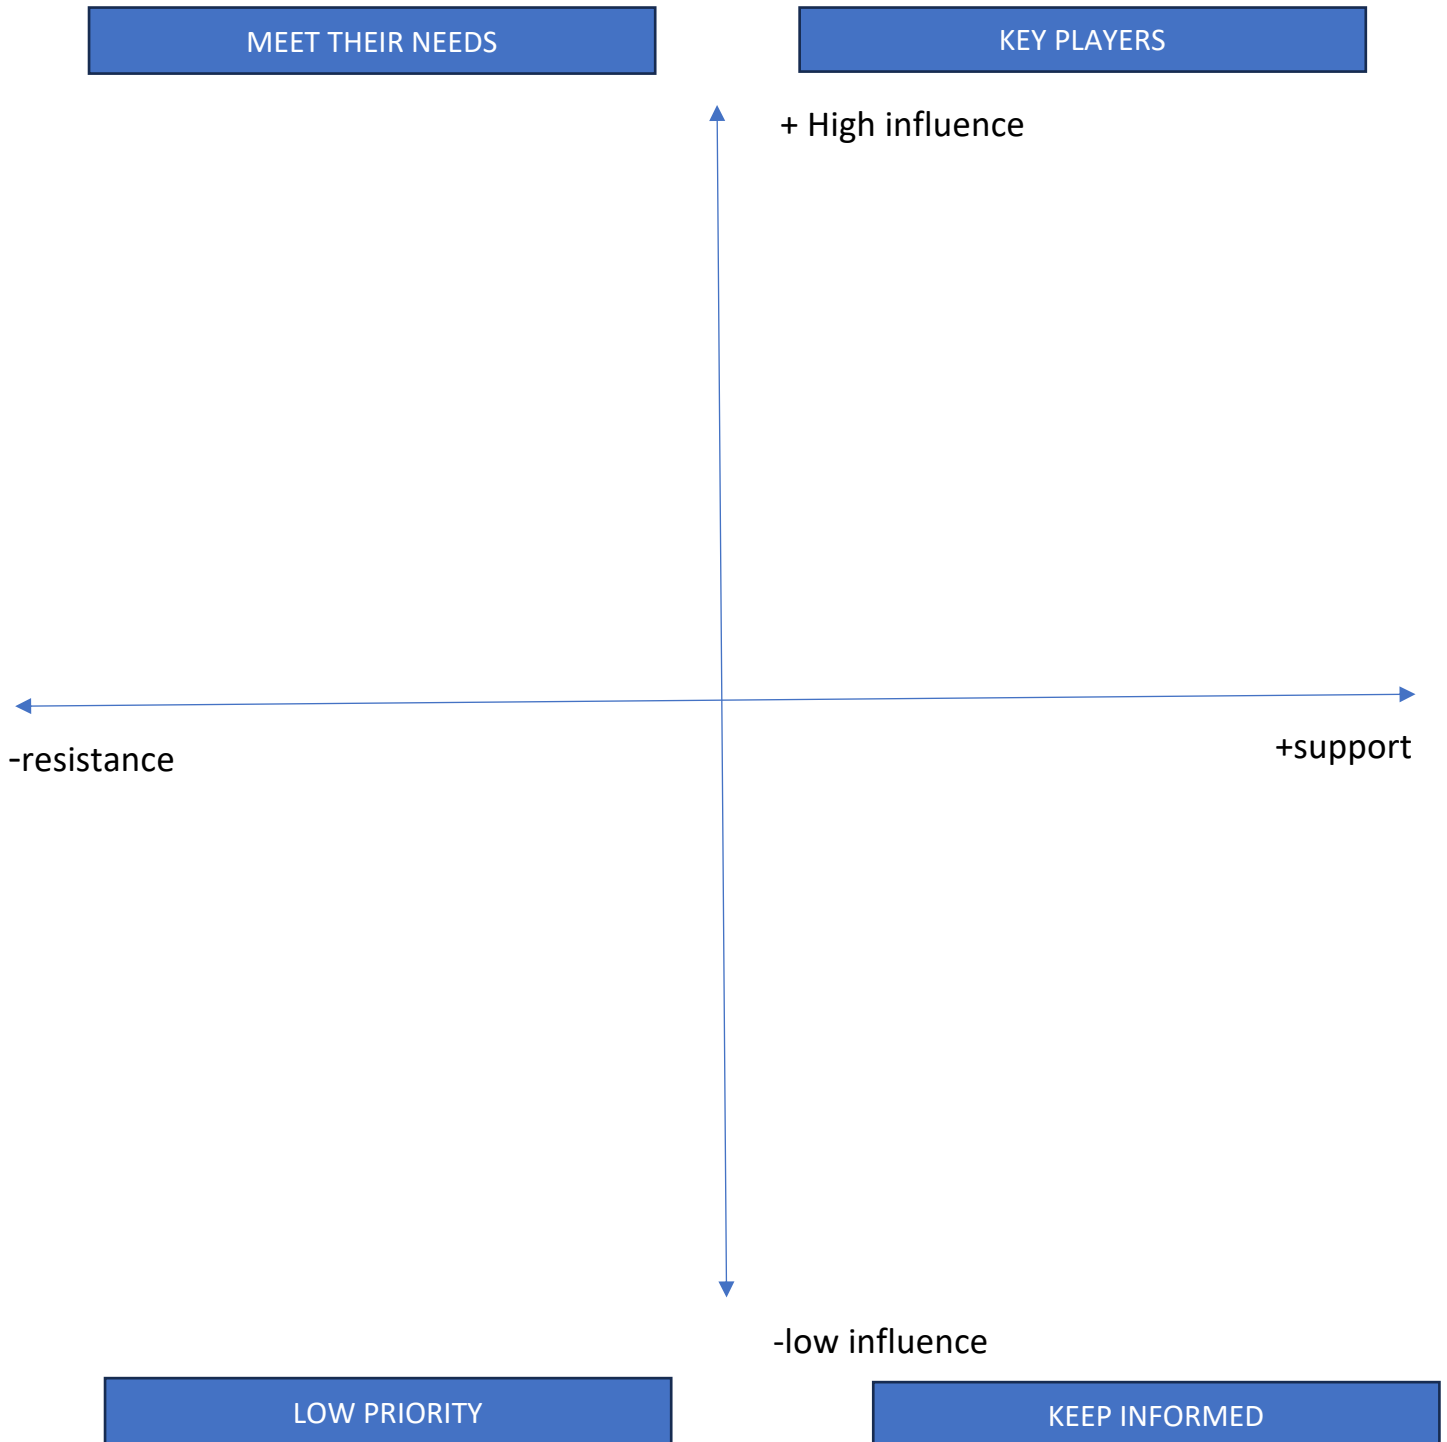 MEET THEIR NEEDS
KEY PLAYERS
+ High influence
-resistance
+support
-low influence
LOW PRIORITY
KEEP INFORMED